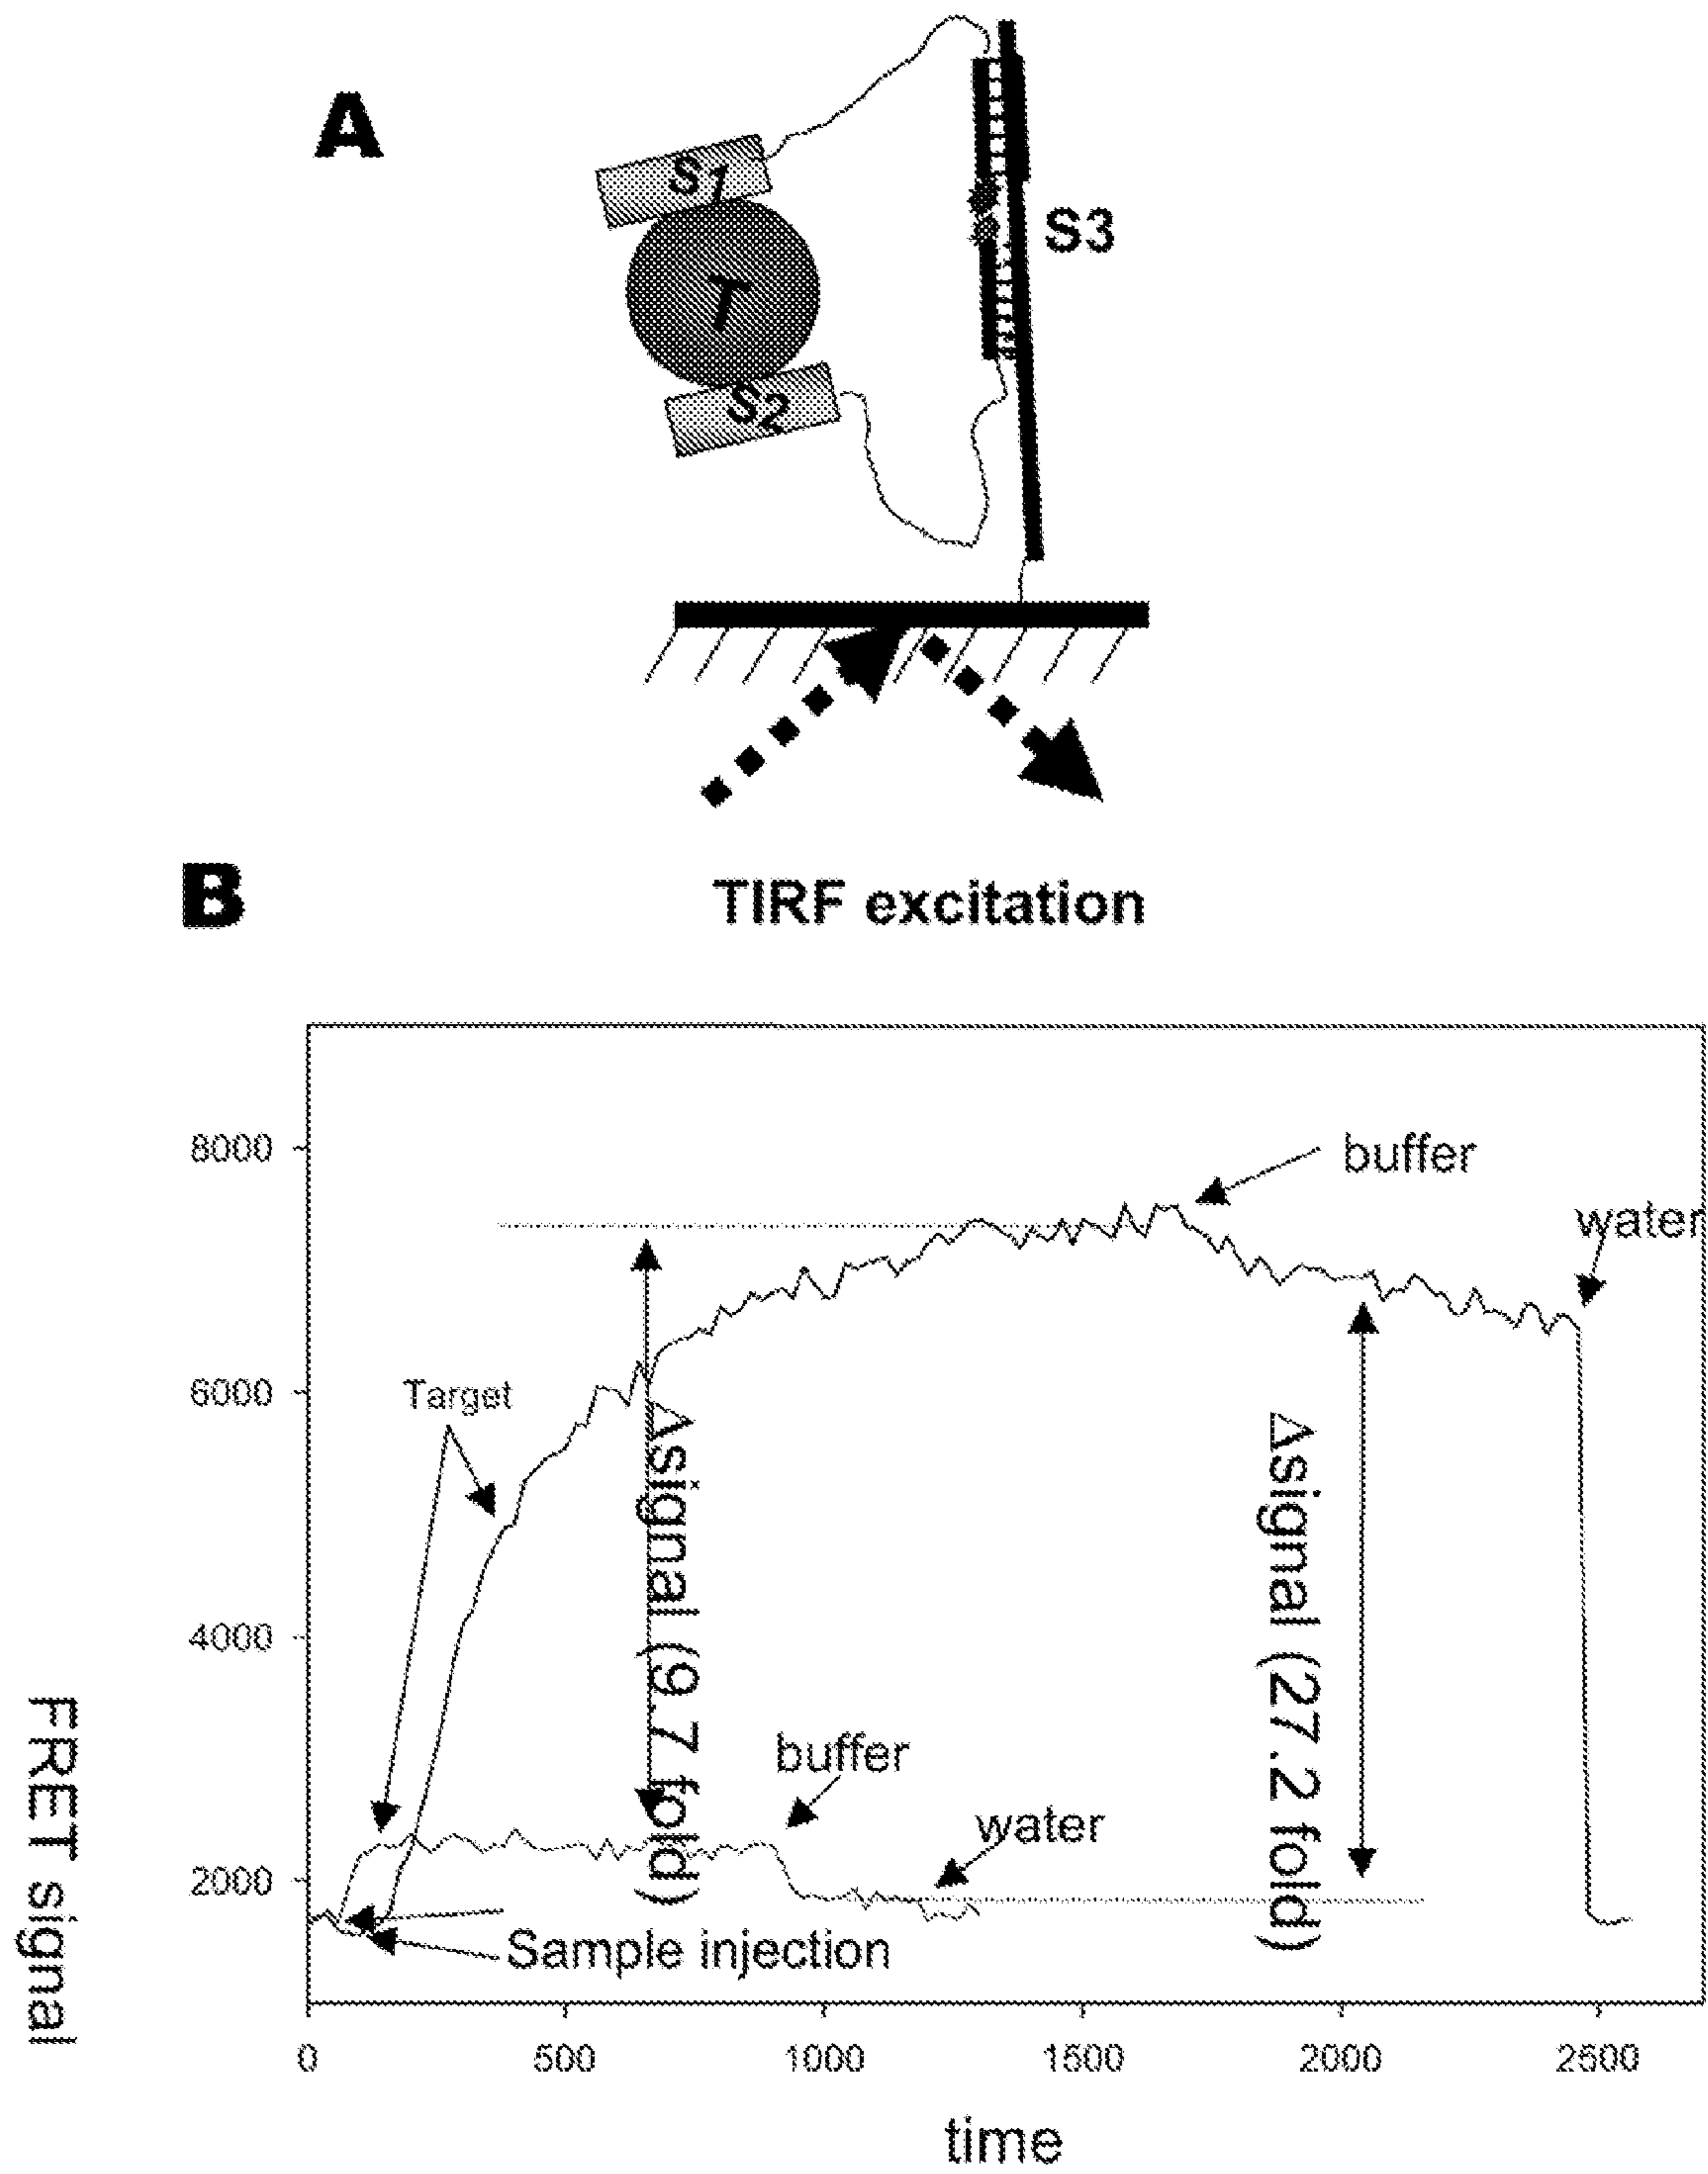 A
S1
T
S2
S3
TIRF excitation
B
8000
6000
4000
2000
FRET signal
buffer
water
Target
Δsignal (9.7 fold)
Δsignal (27.2 fold)
buffer
water
Sample injection
0
500
1000
1500
2000
2500
time